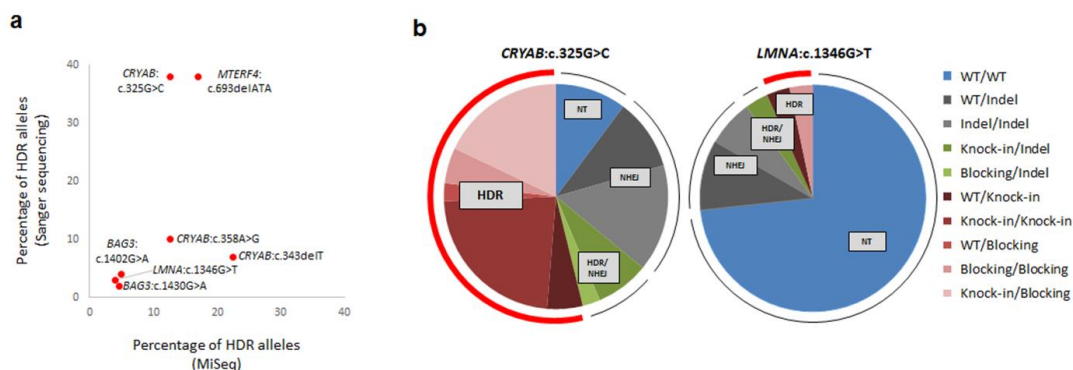 a
Percentage of HDR alleles
(Sanger sequencing)
40
30
20
10
0
CRYAB:
c.325G>C
MTERF4:
c.693delATA
BAG3:
c.1402G>A
CRYAB:c.358A>G
CRYAB:c.343delT
LMNA:c.1346G>T
BAG3:c.1430G>A
0
10
20
30
40
Percentage of HDR alleles
(MiSeq)
b
CRYAB:c.325G>C
NT
NHEJ
HDR/
NHEJ
HDR
LMNA:c.1346G>T
HDR
HDR/
NHEJ
NHEJ
NT
WT/WT
WT/Indel
Indel/Indel
Knock-in/Indel
Blocking/Indel
WT/Knock-in
Knock-in/Knock-in
WT/Blocking
Blocking/Blocking
Knock-in/Blocking